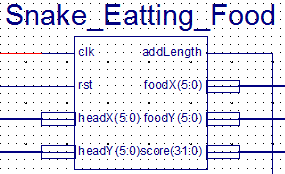 Snake_Eatting_Food
clk addLength
rst foodX(5:0)
headX(5:0) foodY(5:0)
headY(5:0) score(31:0)